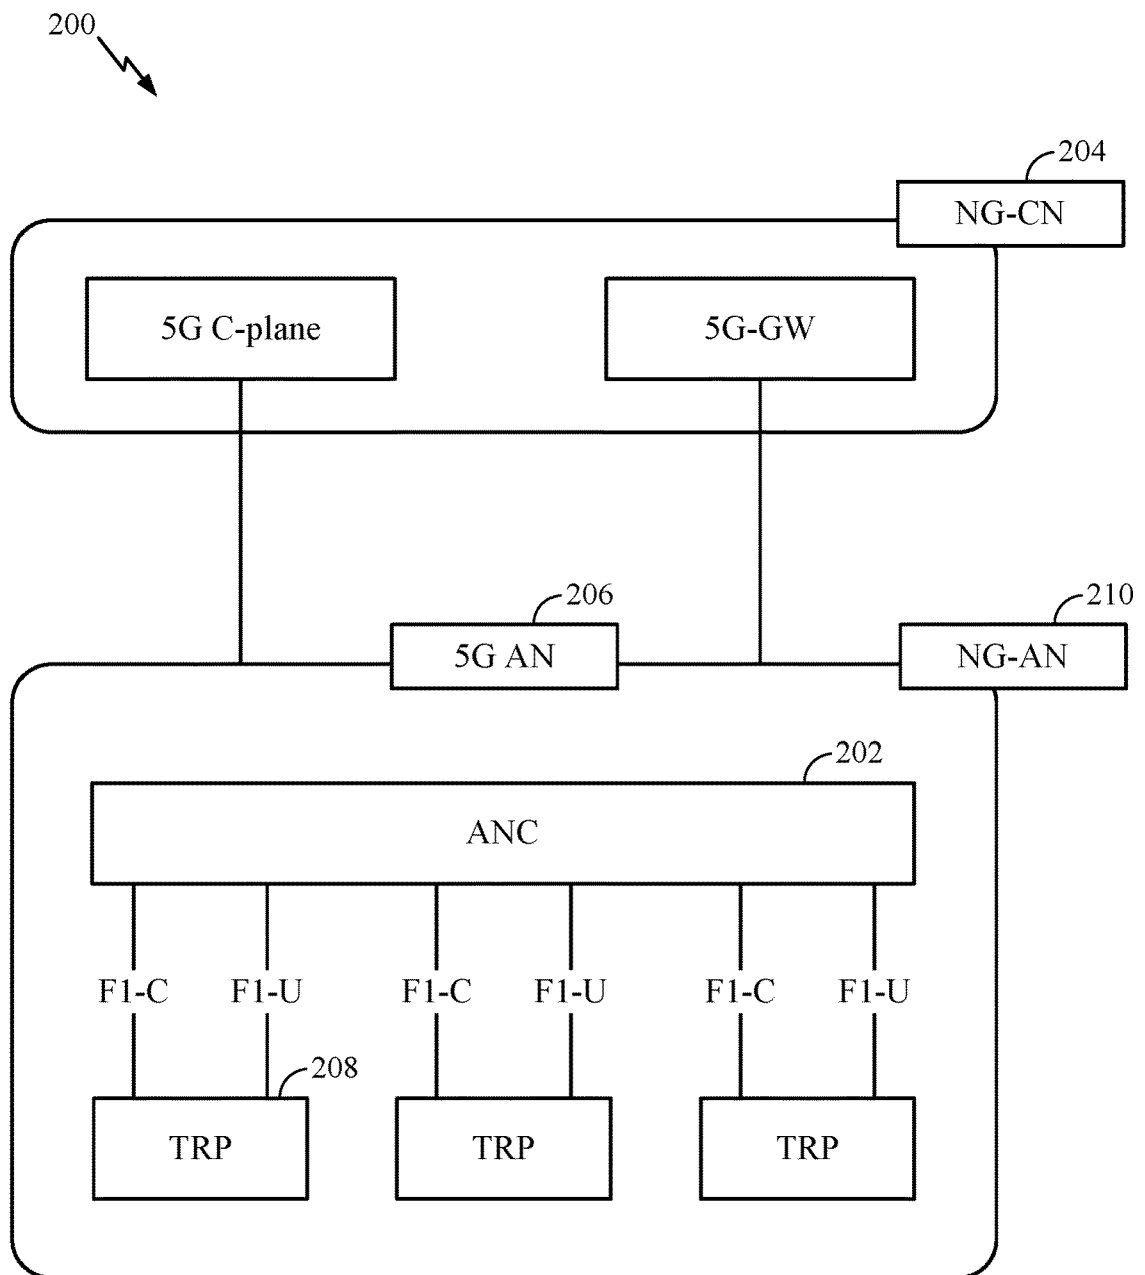 200
204
NG-CN
5G C-plane
5G-GW
206
210
5G AN
NG-AN
202
ANC
F1-C F1-U F1-C F1-U F1-C F1-U
208
TRP TRP TRP